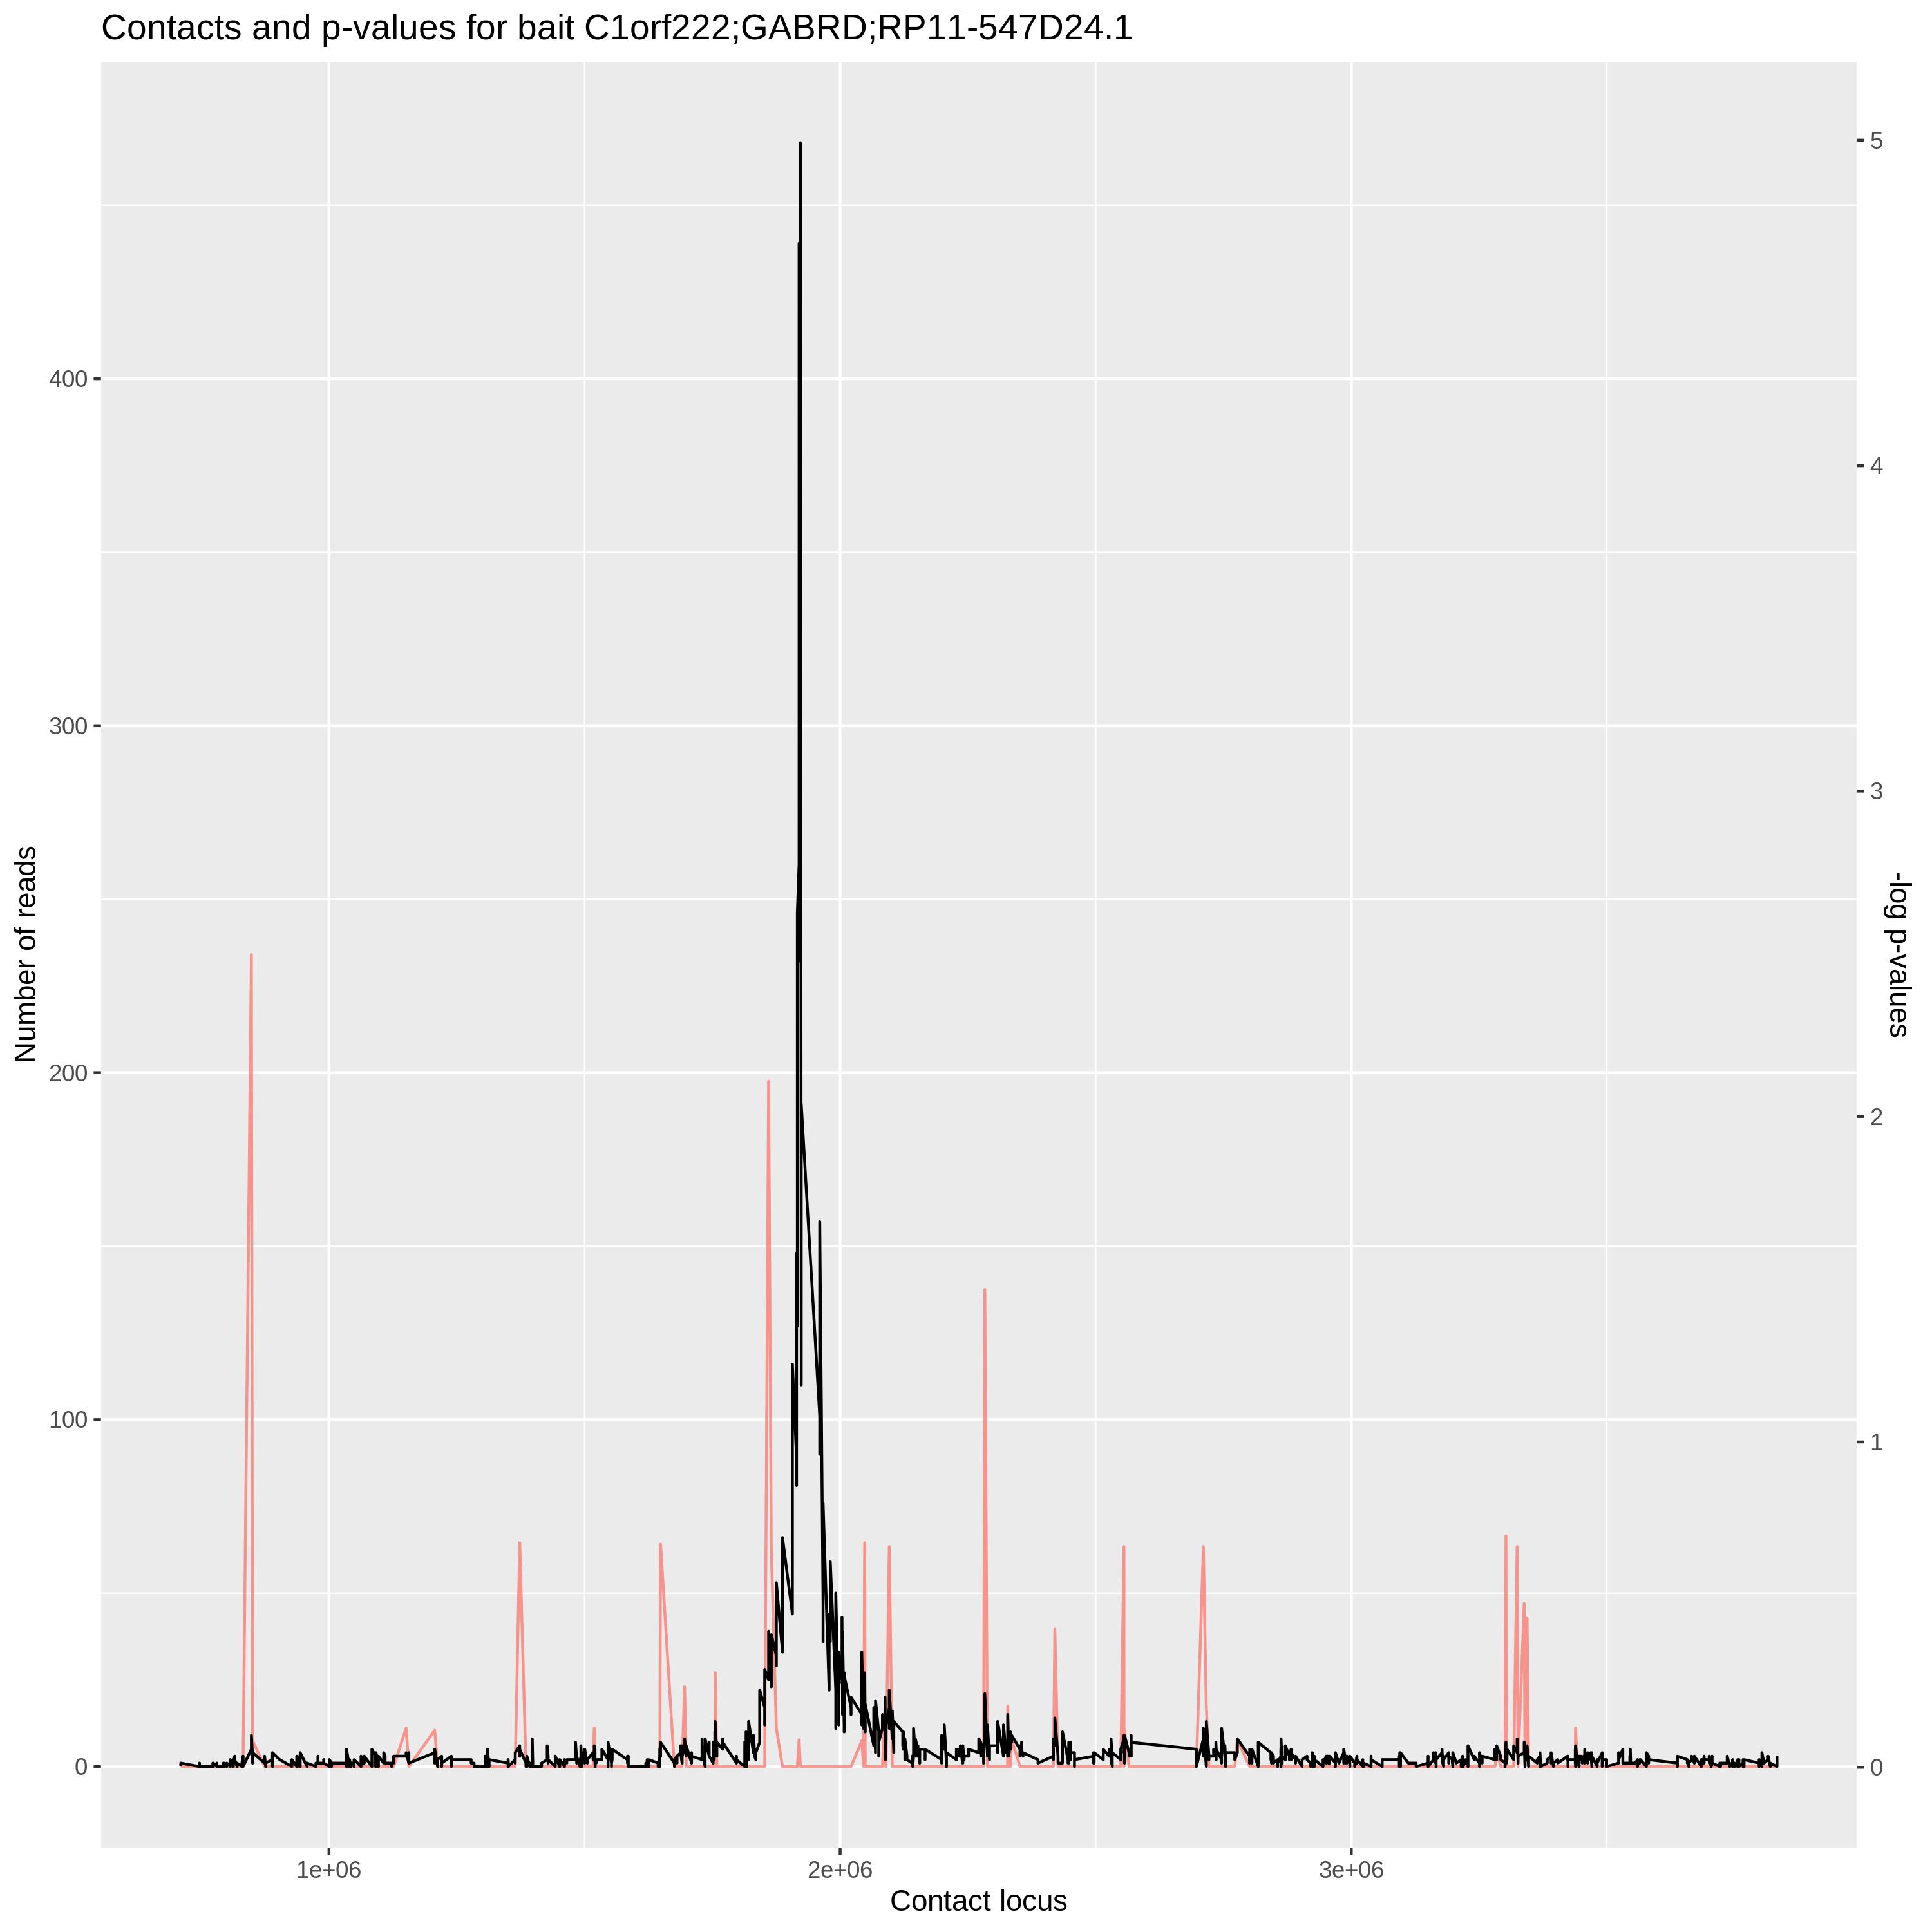 Contacts and p-values for bait C1orf222;GABRD;RP11-547D24.1
Number of reads
400
300
200
100
0
5
4
3
2
1
0
-log p-values
1e+06
2e+06
3e+06
Contact locus